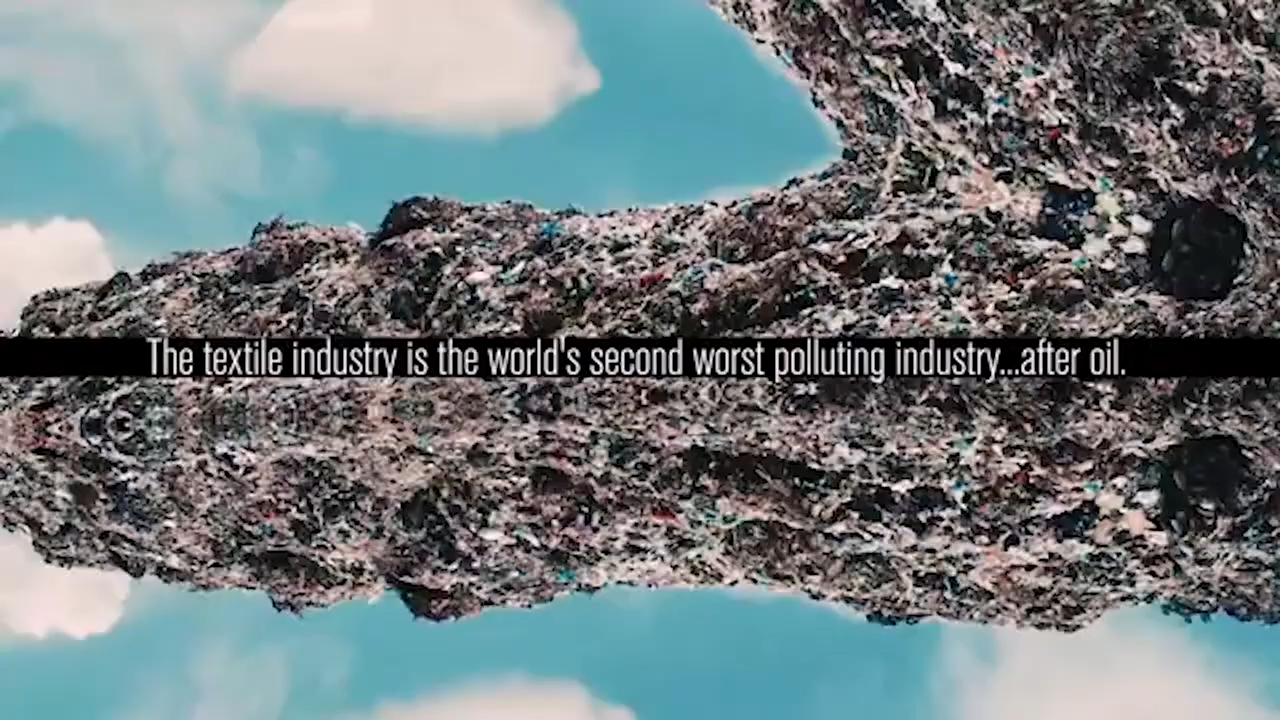 The textile industry is the world's second worst polluting industry...after oil.